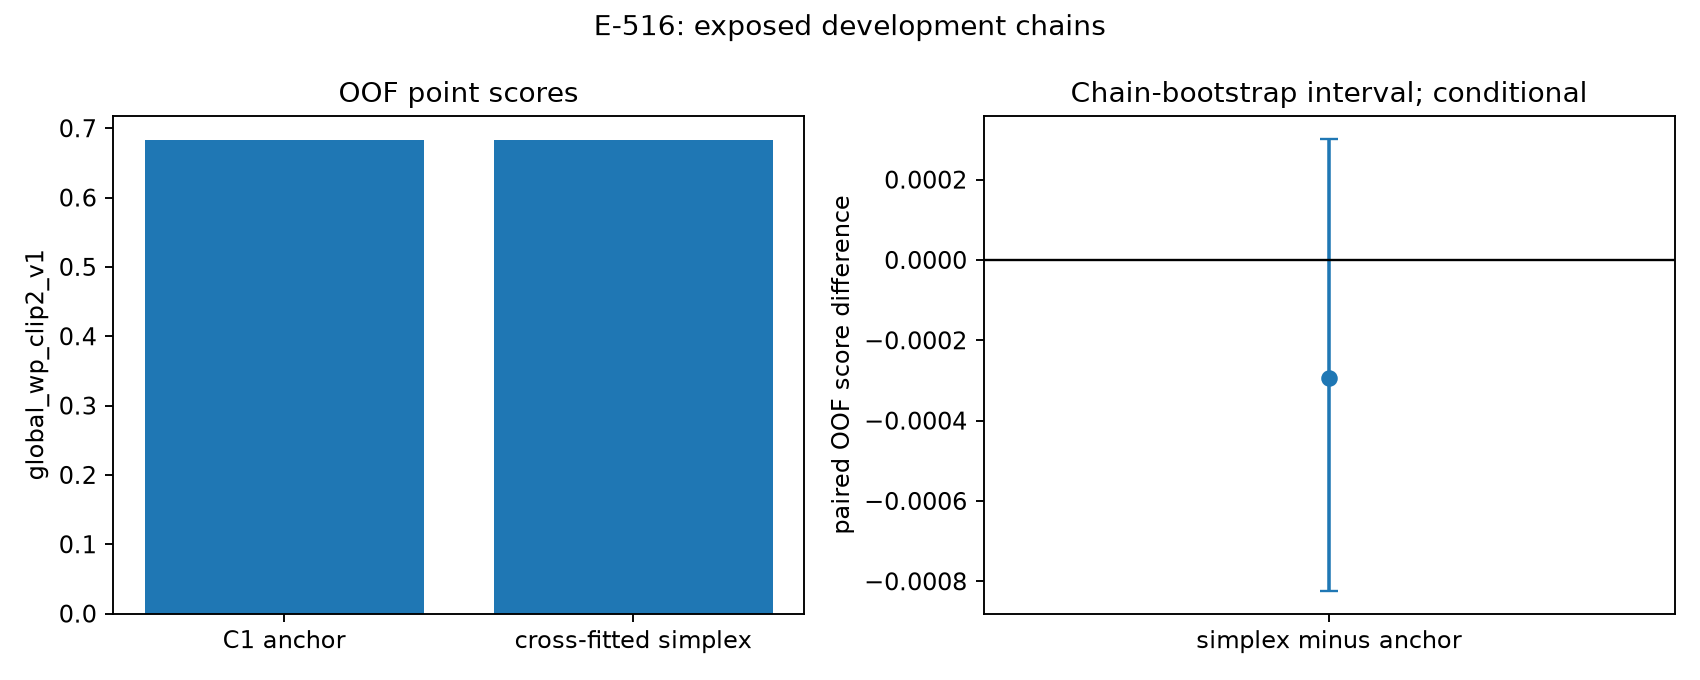 E-516: exposed development chains
OOF point scores
global_wp_clip2_v1
0.7
0.6
0.5
0.4
0.3
0.2
0.1
0.0
C1 anchor
cross-fitted simplex
Chain-bootstrap interval; conditional
paired OOF score difference
0.0002
0.0000
−0.0002
−0.0004
−0.0006
−0.0008
simplex minus anchor